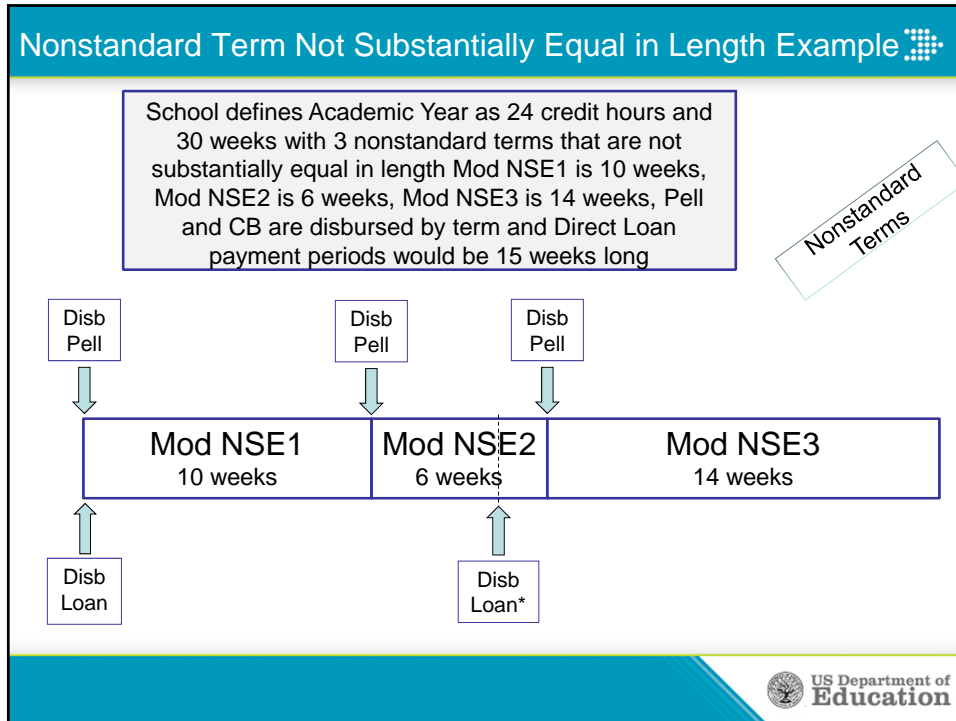 Nonstandard Term Not Substantially Equal in Length Example
School defines Academic Year as 24 credit hours and
30 weeks with 3 nonstandard terms that are not
substantially equal in length Mod NSE1 is 10 weeks,
Mod NSE2 is 6 weeks, Mod NSE3 is 14 weeks, Pell
and CB are disbursed by term and Direct Loan
payment periods would be 15 weeks long
Nonstandard
Terms
Disb
Pell
Disb
Pell
Disb
Pell
Mod NSE1
10 weeks
Mod NSE2
6 weeks
Mod NSE3
14 weeks
Disb
Loan
Disb
Loan*
US Department of
Education